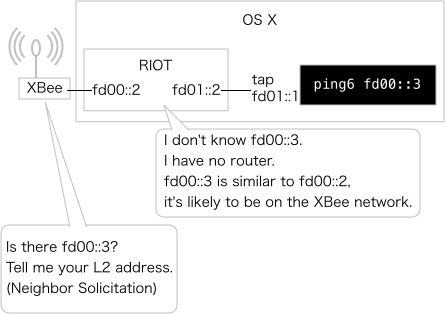 OS X
RIOT
XBee
fd00::2
fd01::2
tap
fd01::1
ping6 fd00::3
I don't know fd00::3.
I have no router.
fd00::3 is similar to fd00::2,
it's likely to be on the XBee network.
Is there fd00::3?
Tell me your L2 address.
(Neighbor Solicitation)